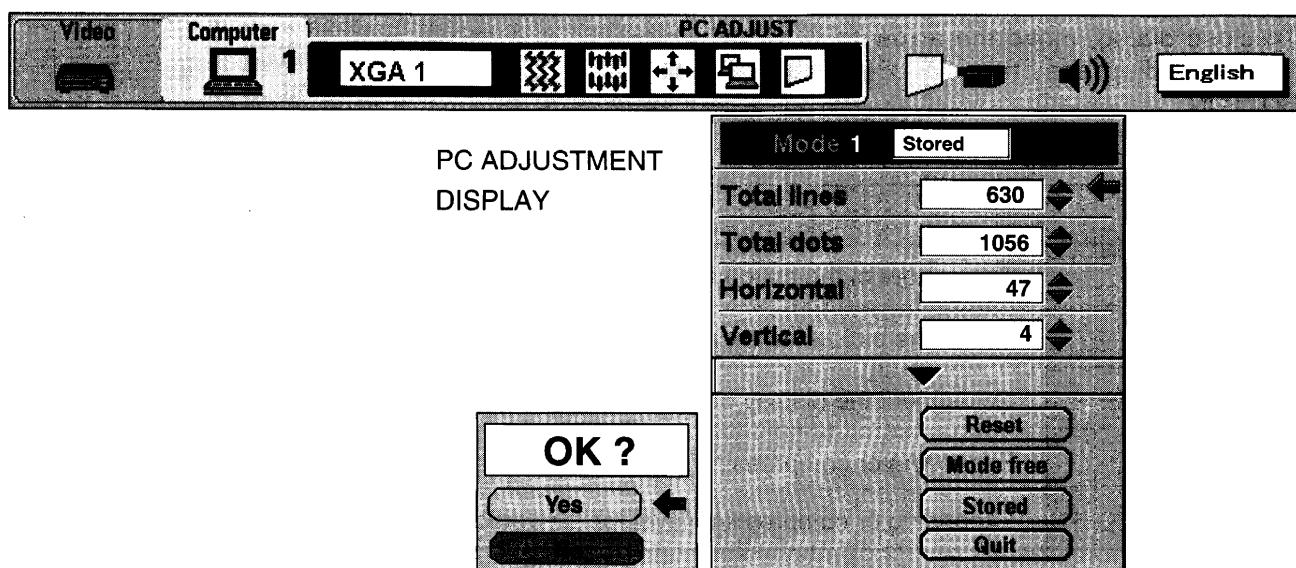 PC ADJUST
Video
Computer
1
XGA 1
English
PC ADJUSTMENT
DISPLAY
Mode 1 Stored
Total lines 630
Total dots 1056
Horizontal 47
Vertical 4
Reset
Mode free
Stored
Quit
OK ?
Yes